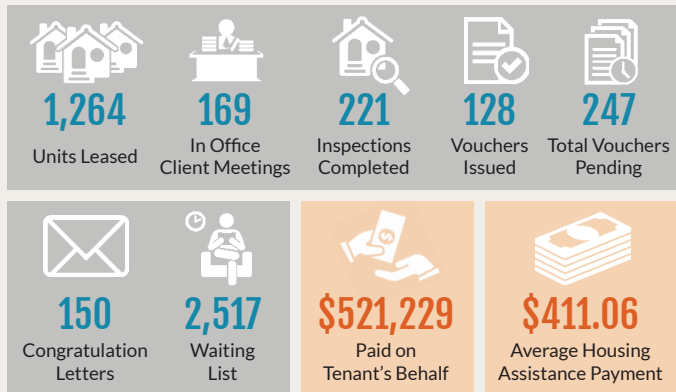 1,264
Units Leased
169
In Office
Client Meetings
221
Inspections
Completed
128
Vouchers
Issued
247
Total Vouchers
Pending
150
Congratulation
Letters
2,517
Waiting
List
$
$521,229
Paid on
Tenant's Behalf
$411.06
Average Housing
Assistance Payment